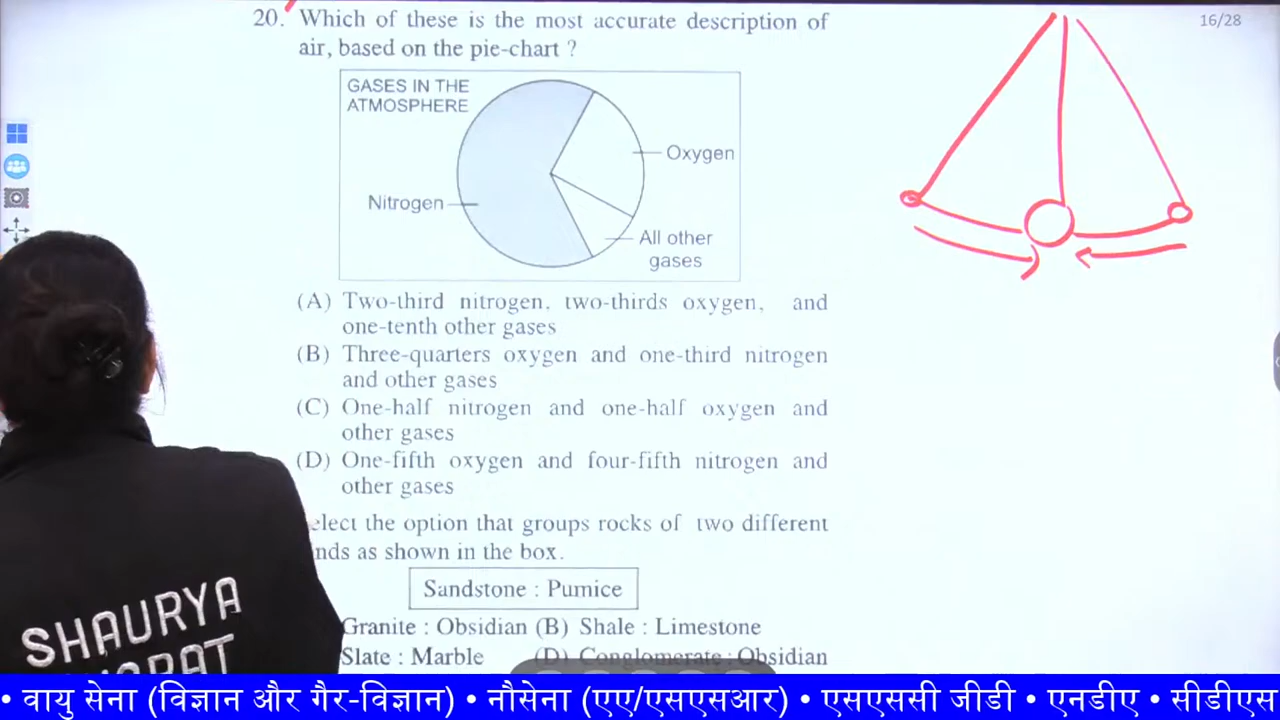 20. Which of these is the most accurate description of
air, based on the pie-chart ?
16/28
GASES IN THE
ATMOSPHERE
Oxygen
Nitrogen
All other
gases
(A) Two-third nitrogen, two-thirds oxygen, and
one-tenth other gases
(B) Three-quarters oxygen and one-third nitrogen
and other gases
(C) One-half nitrogen and one-half oxygen and
other gases
(D) One-fifth oxygen and four-fifth nitrogen and
other gases
elect the option that groups rocks of two different
nds as shown in the box.
Sandstone : Pumice
Granite : Obsidian (B) Shale : Limestone
Slate : Marble (D) Conglomerate : Obsidian
SHAURYA
• वायु सेना (विज्ञान और गैर-विज्ञान) • नौसेना (एए/एसएसआर) • एसएससी जीडी • एनडीए • सीडीएस